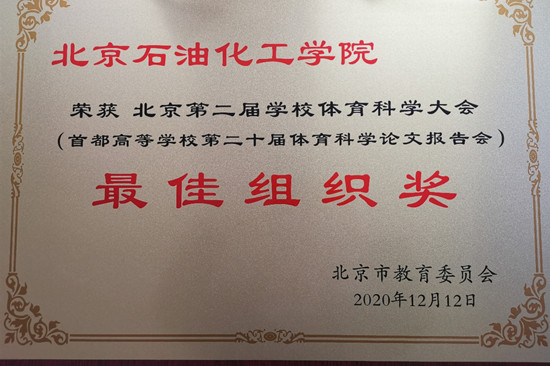 北京石油化工学院
荣获 北京第二届学校体育科学大会
（首都高等学校第二十届体育科学论文报告会）
最佳组织奖
北京市教育委员会
2020年12月12日